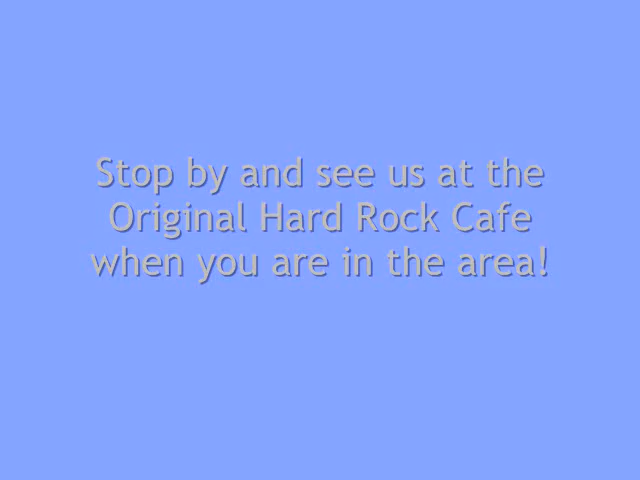 Stop by and see us at the
Original Hard Rock Cafe
when you are in the area!